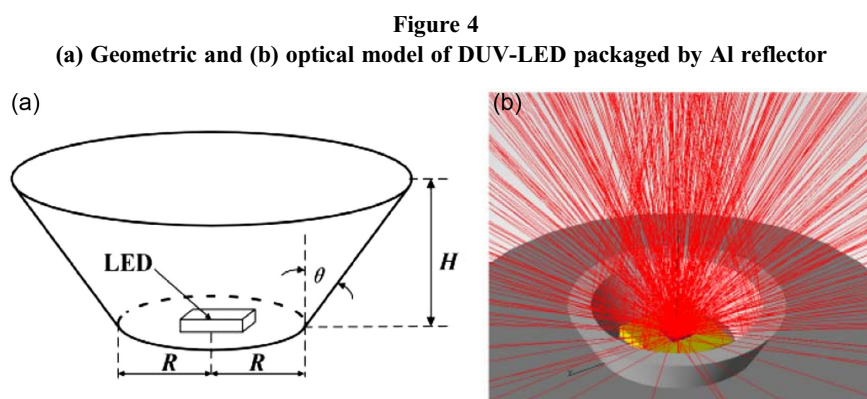 Figure 4
(a) Geometric and (b) optical model of DUV-LED packaged by Al reflector
(a)
(b)
LED
θ
H
R
R